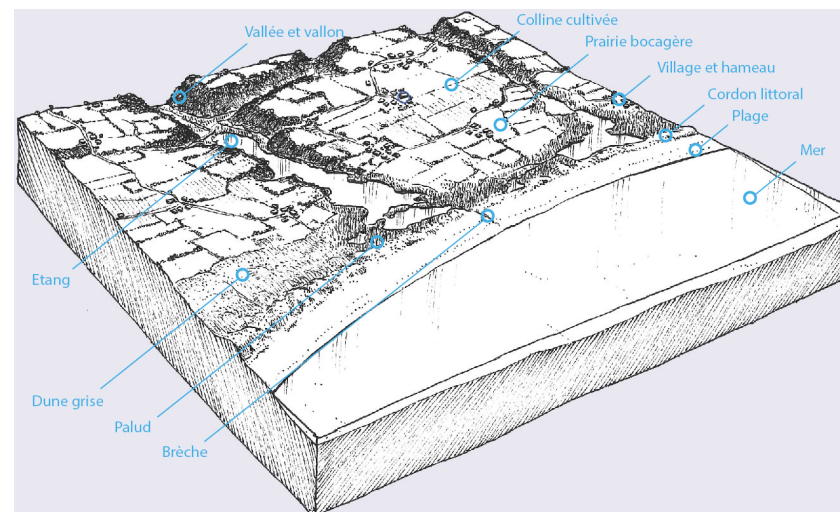 Colline cultivée
Vallée et vallon
Prairie bocagère
Village et hameau
Cordon littoral
Plage
Mer
Etang
Dune grise
Palud
Brèche